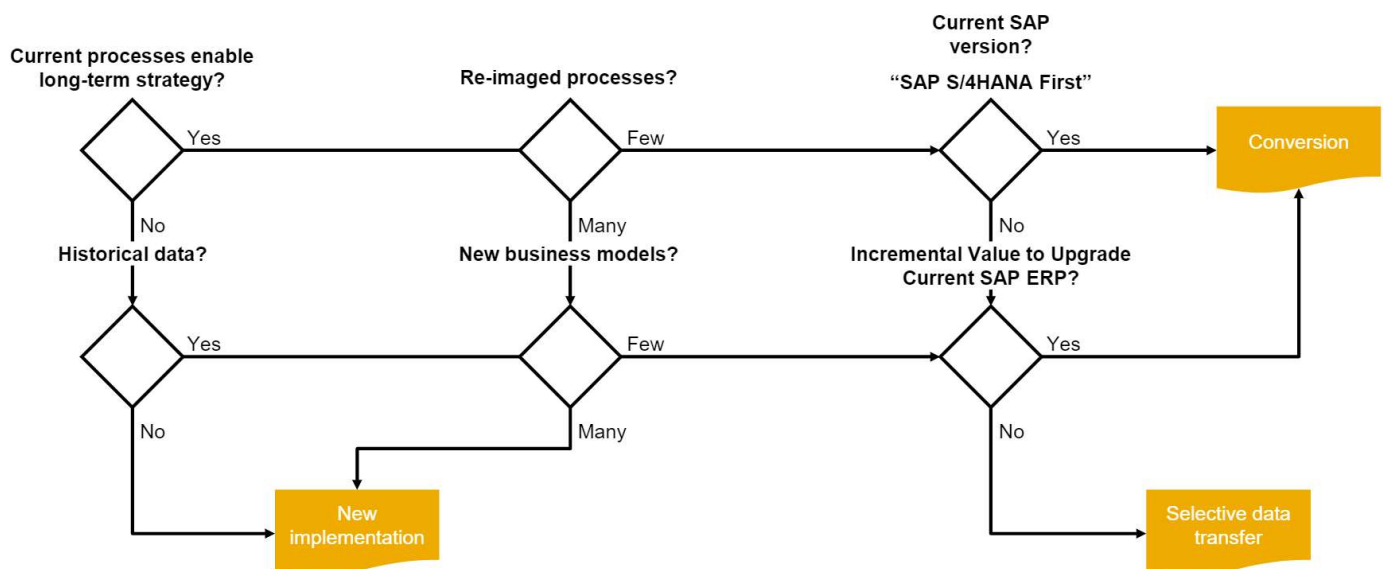 Current processes enable
long-term strategy?
Re-imaged processes?
Current SAP
version?
“SAP S/4HANA First”
Yes
Few
Yes
Conversion
No
Many
No
Historical data?
New business models?
Incremental Value to Upgrade
Current SAP ERP?
Yes
Few
Yes
No
Many
No
New
implementation
Selective data
transfer